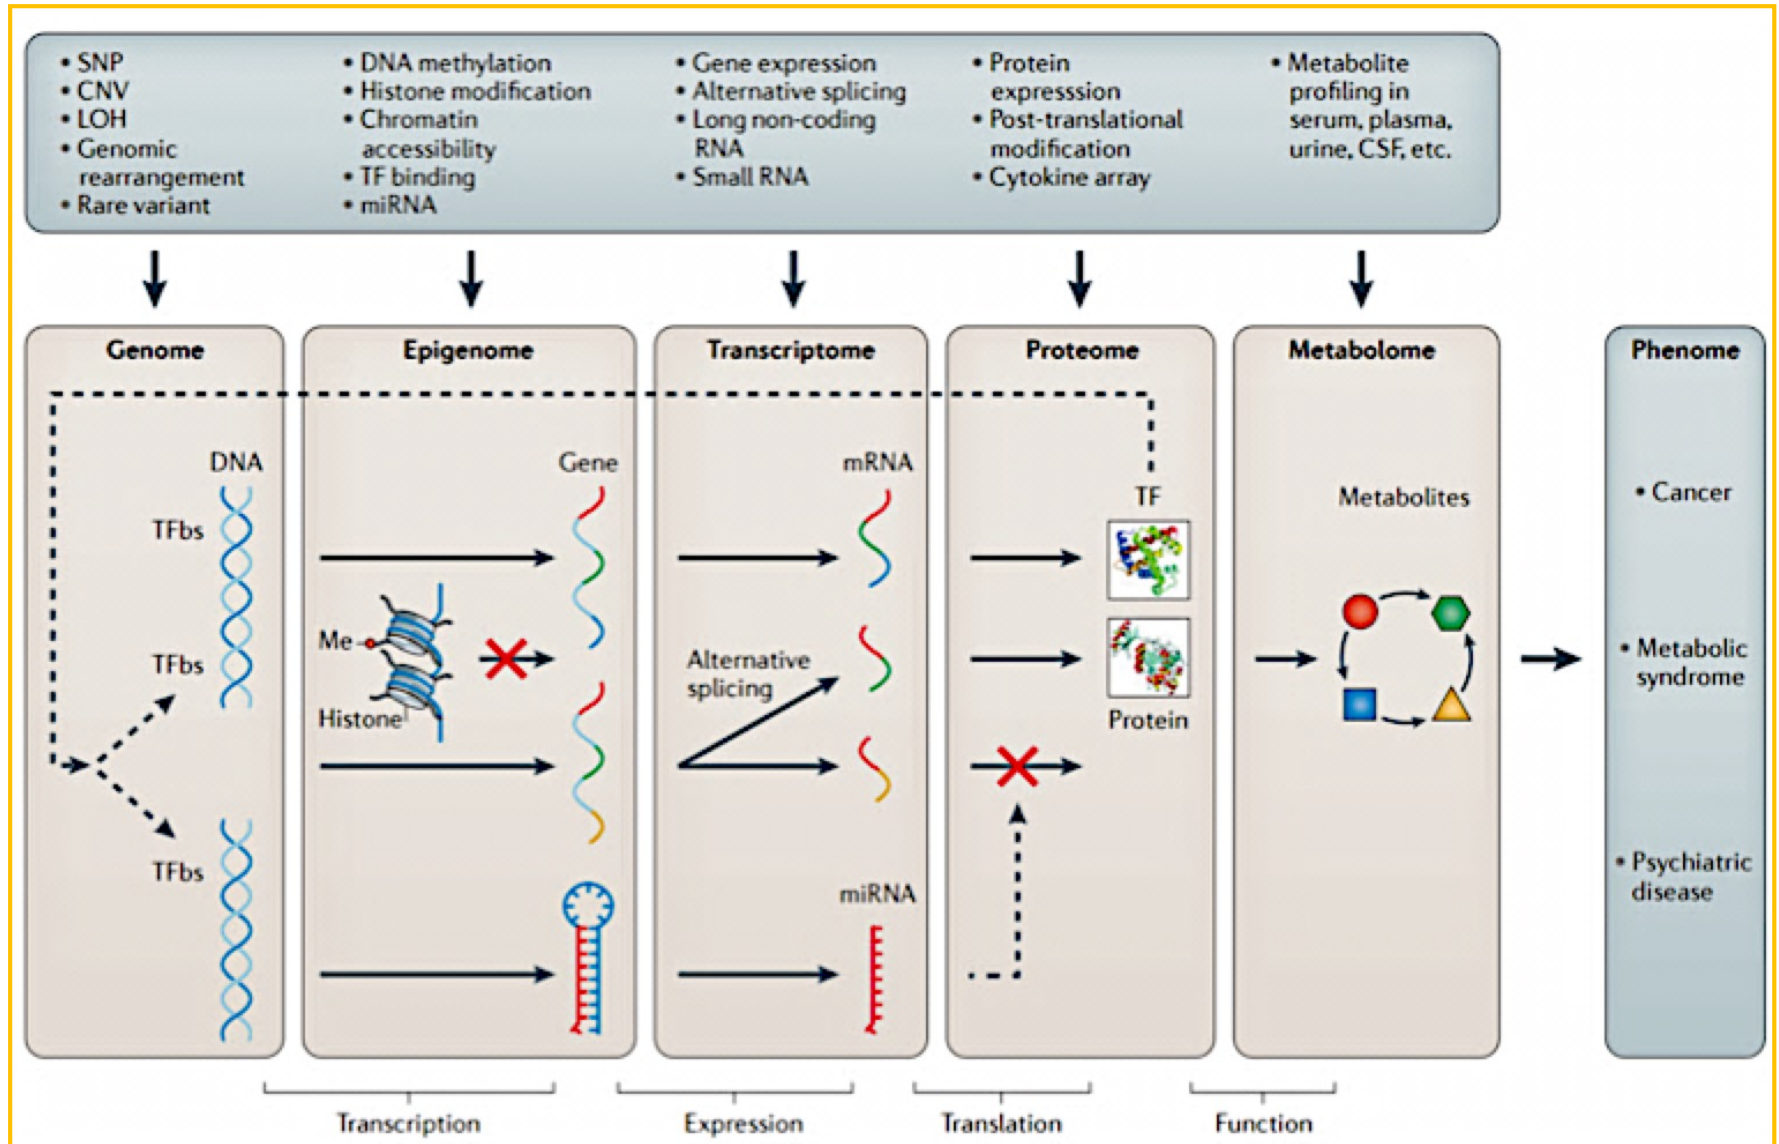 • SNP
• CNV
• LOH
• Genomic
rearrangement
• Rare variant
• DNA methylation
• Histone modification
• Chromatin
accessibility
• TF binding
• miRNA
• Gene expression
• Alternative splicing
• Long non-coding
RNA
• Small RNA
• Protein
expresssion
• Post-translational
modification
• Cytokine array
• Metabolite
profiling in
serum, plasma,
urine, CSF, etc.
Genome
DNA
TFbs
TFbs
TFbs
Epigenome
Gene
Me
Histone
Transcriptome
mRNA
Alternative
splicing
miRNA
Proteome
TF
Protein
Metabolome
Metabolites
Phenome
• Cancer
• Metabolic
syndrome
• Psychiatric
disease
Transcription
Expression
Translation
Function